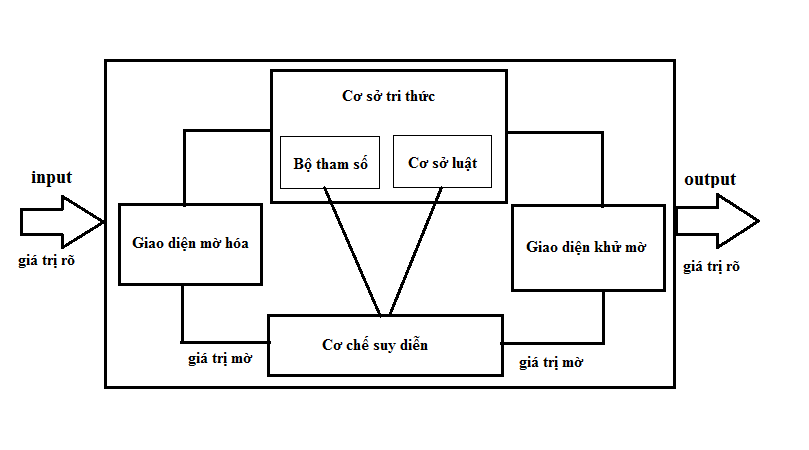 Cơ sở tri thức
Bộ tham số
Cơ sở luật
input
output
Giao diện mờ hóa
Giao diện khử mờ
giá trị rõ
giá trị rõ
Cơ chế suy diễn
giá trị mờ
giá trị mờ